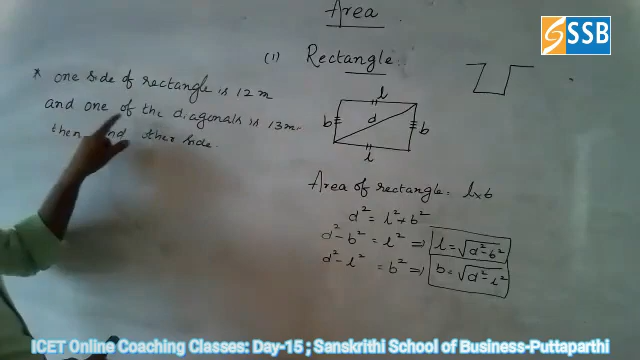 Area
SSB
(1) Rectangle.
* one side of rectangle is 12 m
and one of the diagonals is 13 m.
then other side.
l
b d b
l
Area of rectangle = l x b
d² = l² + b²
d² - b² = l² ⇒ l = √d² - b²
d² - l² = b² ⇒ b = √d² - l²
ICET Online Coaching Classes: Day-15 ; Sanskrithi School of Business-Puttaparthi